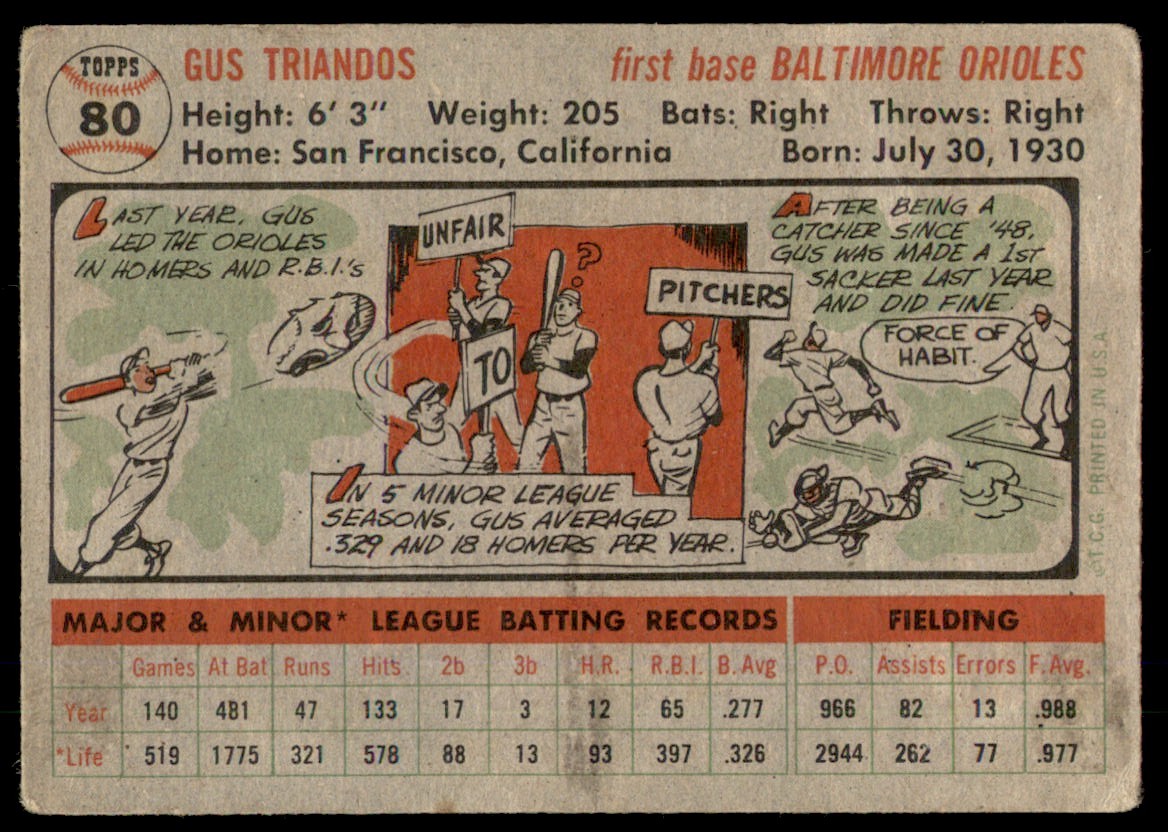 TOPPS
80
GUS TRIANDOS first base BALTIMORE ORIOLES
Height: 6' 3" Weight: 205 Bats: Right Throws: Right
Home: San Francisco, California Born: July 30, 1930
LAST YEAR, GUS
LED THE ORIOLES
IN HOMERS AND R.B.I.'s
UNFAIR
TO
PITCHERS
?
IN 5 MINOR LEAGUE
SEASONS, GUS AVERAGED
.329 AND 18 HOMERS PER YEAR.
AFTER BEING A
CATCHER SINCE '48,
GUS WAS MADE A 1ST
SACKER LAST YEAR
AND DID FINE.
FORCE OF
HABIT.
©T.C.G. PRINTED IN U.S.A.
MAJOR & MINOR* LEAGUE BATTING RECORDS FIELDING
Games At Bat Runs Hits 2b 3b H.R. R.B.I. B. Avg P.O. Assists Errors F. Avg.
Year 140 481 47 133 17 3 12 65 .277 966 82 13 .988
*Life 519 1775 321 578 88 13 93 397 .326 2944 262 77 .977